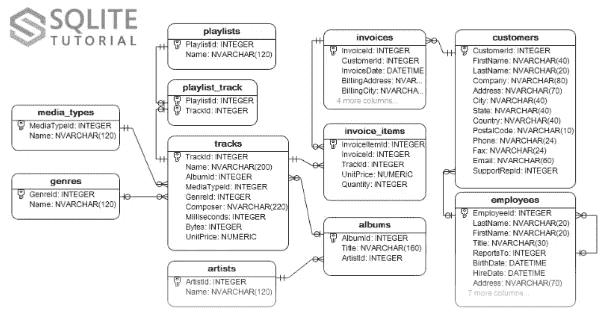 SQLITE
TUTORIAL
playlists
PlaylistId: INTEGER
Name: NVARCHAR(120)
playlist_track
PlaylistId: INTEGER
TrackId: INTEGER
media_types
MediaTypeId: INTEGER
Name: NVARCHAR(120)
genres
GenreId: INTEGER
Name: NVARCHAR(120)
tracks
TrackId: INTEGER
Name: NVARCHAR(200)
AlbumId: INTEGER
MediaTypeId: INTEGER
GenreId: INTEGER
Composer: NVARCHAR(220)
Milliseconds: INTEGER
Bytes: INTEGER
UnitPrice: NUMERIC
artists
ArtistId: INTEGER
Name: NVARCHAR(120)
invoices
InvoiceId: INTEGER
CustomerId: INTEGER
InvoiceDate: DATETIME
BillingAddress: NVAR...
BillingCity: NVARCHA...
4 more columns...
invoice_items
InvoiceItemId: INTEGER
InvoiceId: INTEGER
TrackId: INTEGER
UnitPrice: NUMERIC
Quantity: INTEGER
albums
AlbumId: INTEGER
Title: NVARCHAR(160)
ArtistId: INTEGER
customers
CustomerId: INTEGER
FirstName: NVARCHAR(40)
LastName: NVARCHAR(20)
Company: NVARCHAR(80)
Address: NVARCHAR(70)
City: NVARCHAR(40)
State: NVARCHAR(40)
Country: NVARCHAR(40)
PostalCode: NVARCHAR(10)
Phone: NVARCHAR(24)
Fax: NVARCHAR(24)
Email: NVARCHAR(60)
SupportRepId: INTEGER
employees
EmployeeId: INTEGER
LastName: NVARCHAR(20)
FirstName: NVARCHAR(20)
Title: NVARCHAR(30)
ReportsTo: INTEGER
BirthDate: DATETIME
HireDate: DATETIME
Address: NVARCHAR(70)
7 more columns...